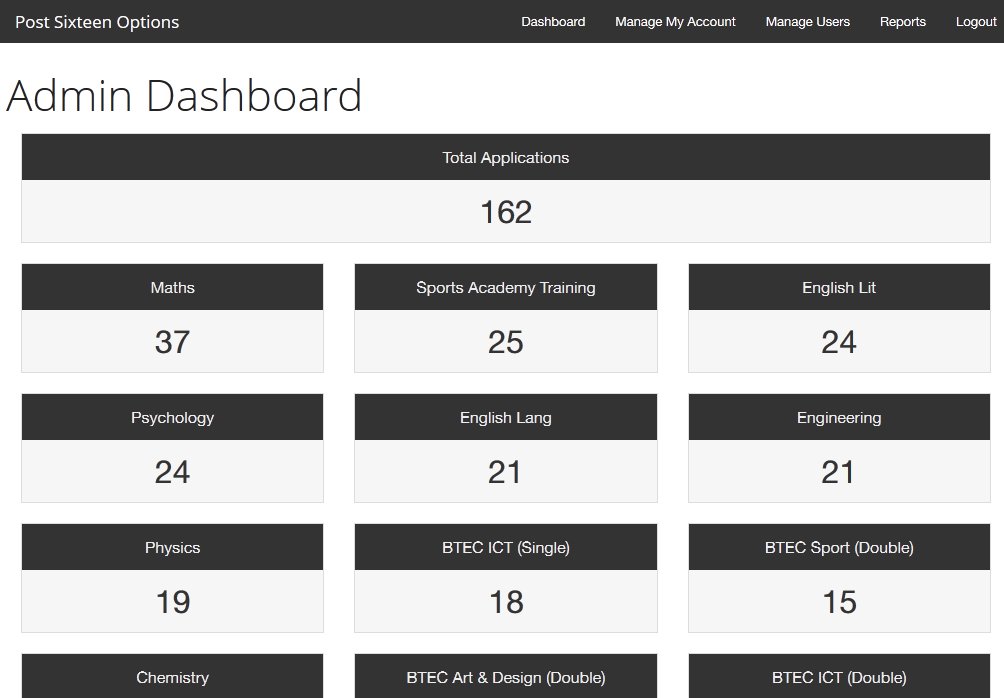 Post Sixteen Options
Dashboard Manage My Account Manage Users Reports Logout
Admin Dashboard
Total Applications
162
Maths Sports Academy Training English Lit
37 25 24
Psychology English Lang Engineering
24 21 21
Physics BTEC ICT (Single) BTEC Sport (Double)
19 18 15
Chemistry BTEC Art & Design (Double) BTEC ICT (Double)